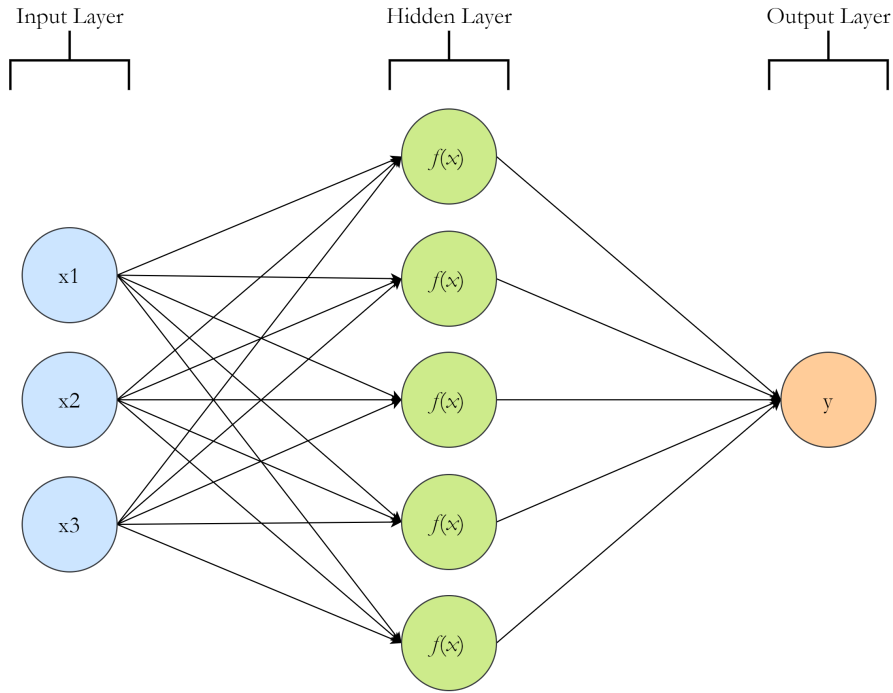 Input Layer
Hidden Layer
Output Layer
x1
x2
x3
f(x)
f(x)
f(x)
f(x)
f(x)
y